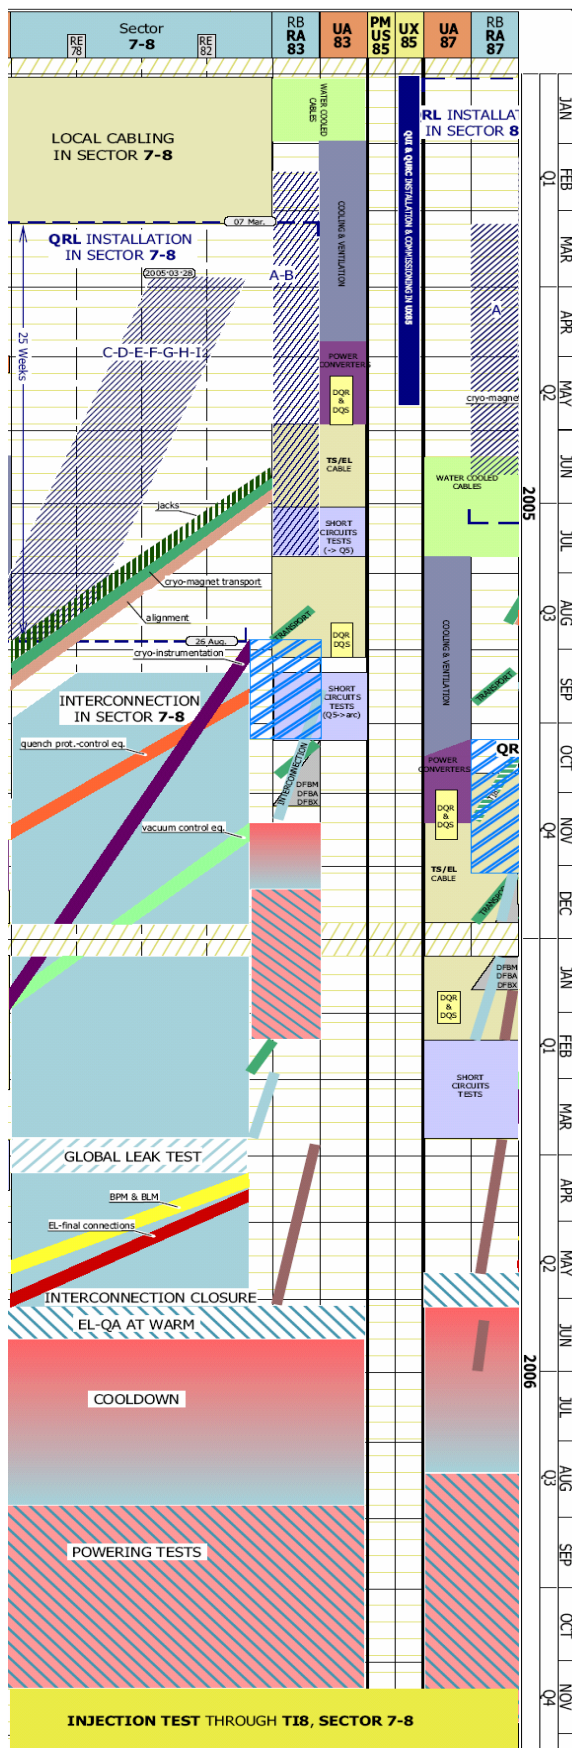 RE
78
Sector
7-8
RE
82
RB
RA
83
UA
83
PM
US
85
UX
85
UA
87
RB
RA
87
LOCAL CABLING
IN SECTOR 7-8
WATER COOLED
CABLES
QUI & QURC INSTALLATION & COMMISSIONING IN UX85
RL INSTALLA
IN SECTOR 8
JAN
FEB
Q1
MAR
07 Mar.
QRL INSTALLATION
IN SECTOR 7-8
2005-03-28
A-B
COOLING & VENTILATION
A
25 Weeks
C-D-E-F-G-H-I
POWER
CONVERTERS
DQR
&
DQS
cryo-magne
APR
MAY
Q2
JUN
TS/EL
CABLE
WATER COOLED
CABLES
2005
jacks
SHORT
CIRCUITS
TESTS
(-> Q5)
JUL
cryo-magnet transport
alignment
TRANSPORT
DQR
DQS
26 Aug.
cryo-instrumentation
COOLING & VENTILATION
AUG
Q3
SEP
INTERCONNECTION
IN SECTOR 7-8
SHORT
CIRCUITS
TESTS
(Q5->arc)
TRANSPORT
quench prot.-control eq.
INTERCONNECTION
DFBM
DFBA
DFBX
POWER
CONVERTERS
QR
OCT
vacuum control eq.
DQR
&
DQS
NOV
Q4
TS/EL
CABLE
TRANSPORT
DEC
DQR
&
DQS
DFBM
DFBA
DFBX
JAN
FEB
Q1
SHORT
CIRCUITS
TESTS
MAR
GLOBAL LEAK TEST
BPM & BLM
EL-final connections
APR
MAY
Q2
INTERCONNECTION CLOSURE
EL-QA AT WARM
JUN
2006
COOLDOWN
JUL
AUG
Q3
POWERING TESTS
SEP
OCT
NOV
Q4
INJECTION TEST THROUGH TI8, SECTOR 7-8